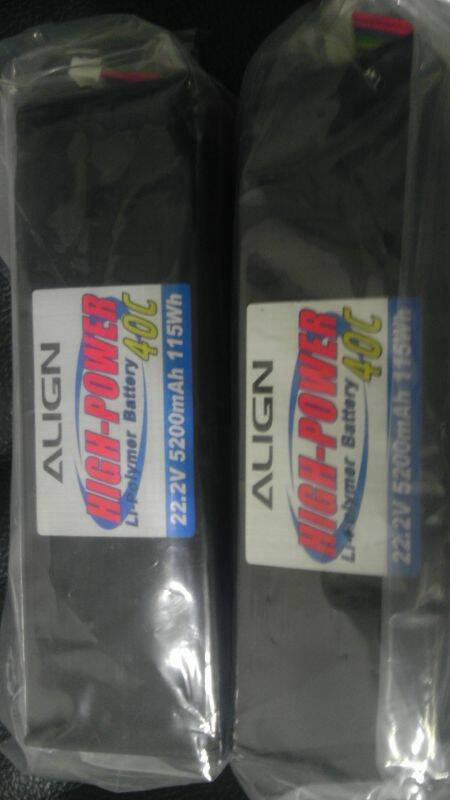 ALIGN
HIGH-POWER
Li-Polymer Battery 40C
22.2V 5200mAh 115Wh
ALIGN
HIGH-POWER
Li-Polymer Battery 40C
22.2V 5200mAh 115Wh